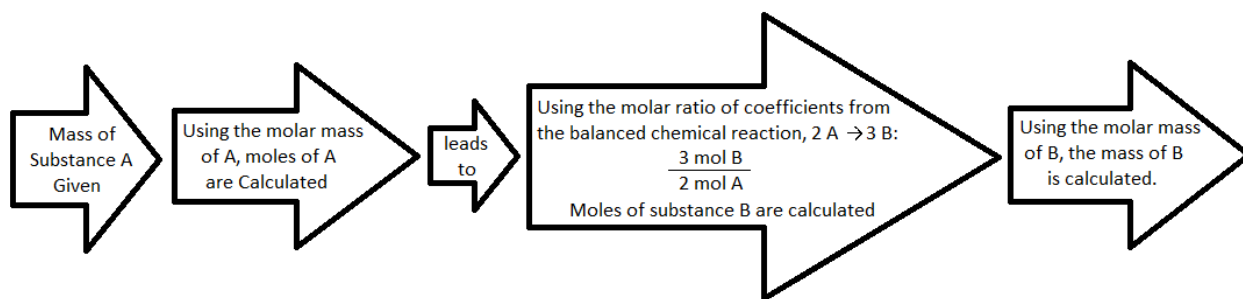 Mass of
Substance A
Given
Using the molar mass
of A, moles of A
are Calculated
leads
to
Using the molar ratio of coefficients from
the balanced chemical reaction, 2 A →3 B:
3 mol B
2 mol A
Moles of substance B are calculated
Using the molar mass
of B, the mass of B
is calculated.